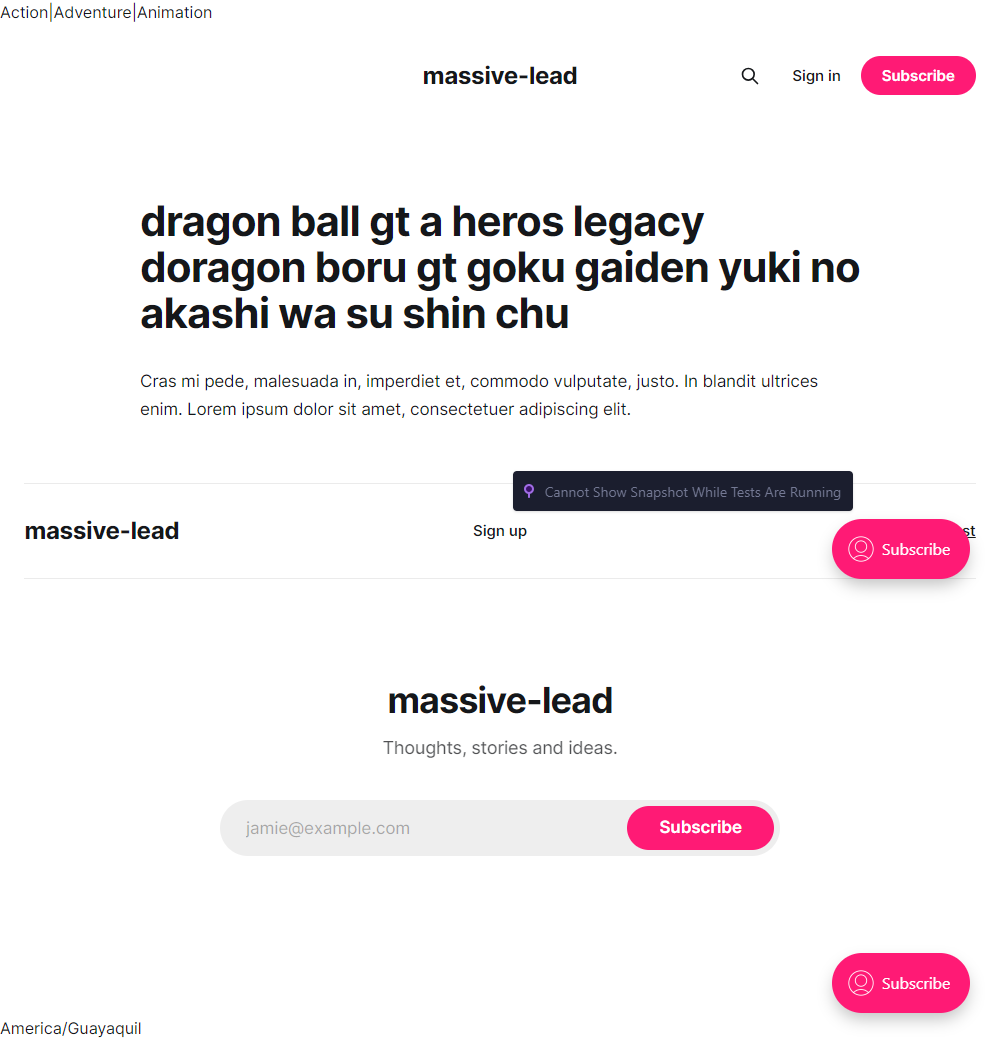 Action|Adventure|Animation
massive-lead
Sign in
Subscribe
dragon ball gt a heros legacy
doragon boru gt goku gaiden yuki no
akashi wa su shin chu
Cras mi pede, malesuada in, imperdiet et, commodo vulputate, justo. In blandit ultrices
enim. Lorem ipsum dolor sit amet, consectetuer adipiscing elit.
Cannot Show Snapshot While Tests Are Running
massive-lead
Sign up
Subscribe
massive-lead
Thoughts, stories and ideas.
jamie@example.com
Subscribe
Subscribe
America/Guayaquil